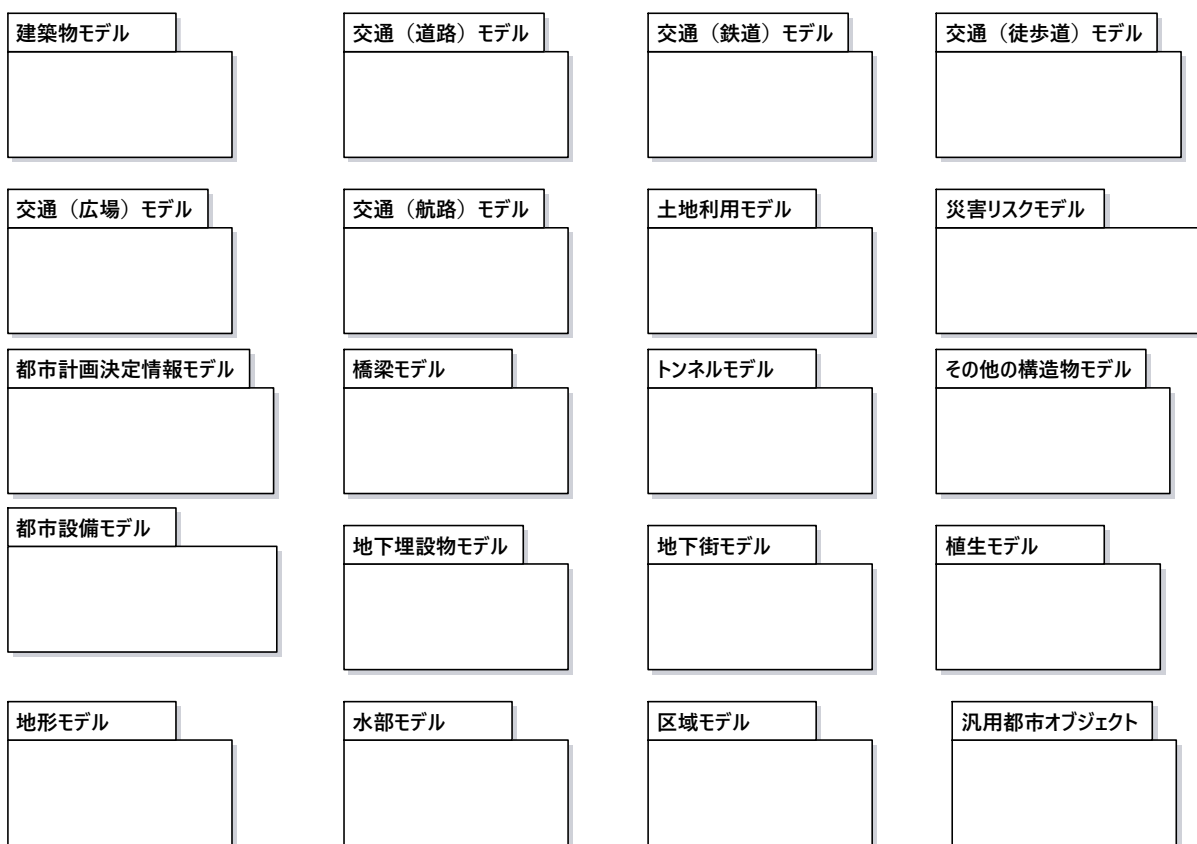 建築物モデル
交通（道路）モデル
交通（鉄道）モデル
交通（徒歩道）モデル
交通（広場）モデル
交通（航路）モデル
土地利用モデル
災害リスクモデル
都市計画決定情報モデル
橋梁モデル
トンネルモデル
その他の構造物モデル
都市設備モデル
地下埋設物モデル
地下街モデル
植生モデル
地形モデル
水部モデル
区域モデル
汎用都市オブジェクト